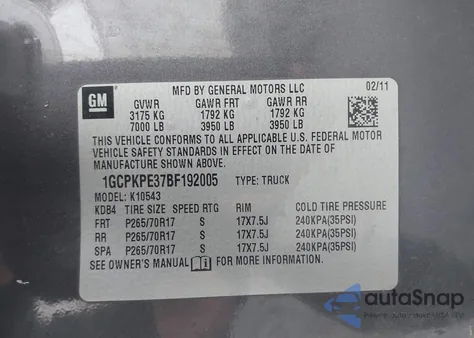 GM
MFD BY GENERAL MOTORS LLC 02/11
GVWR GAWR FRT GAWR RR
3175 KG 1792 KG 1792 KG
7000 LB 3950 LB 3950 LB
THIS VEHICLE CONFORMS TO ALL APPLICABLE U.S. FEDERAL MOTOR
VEHICLE SAFETY STANDARDS IN EFFECT ON THE DATE OF
MANUFACTURE SHOWN ABOVE.
1GCPKPE37BF192005 TYPE: TRUCK
MODEL: K10543
KDB4 TIRE SIZE SPEED RTG RIM COLD TIRE PRESSURE
FRT P265/70R17 S 17X7.5J 240KPA(35PSI)
RR P265/70R17 S 17X7.5J 240KPA(35PSI)
SPA P265/70R17 S 17X7.5J 240KPA(35PSI)
SEE OWNER'S MANUAL FOR MORE INFORMATION.
autoSnap